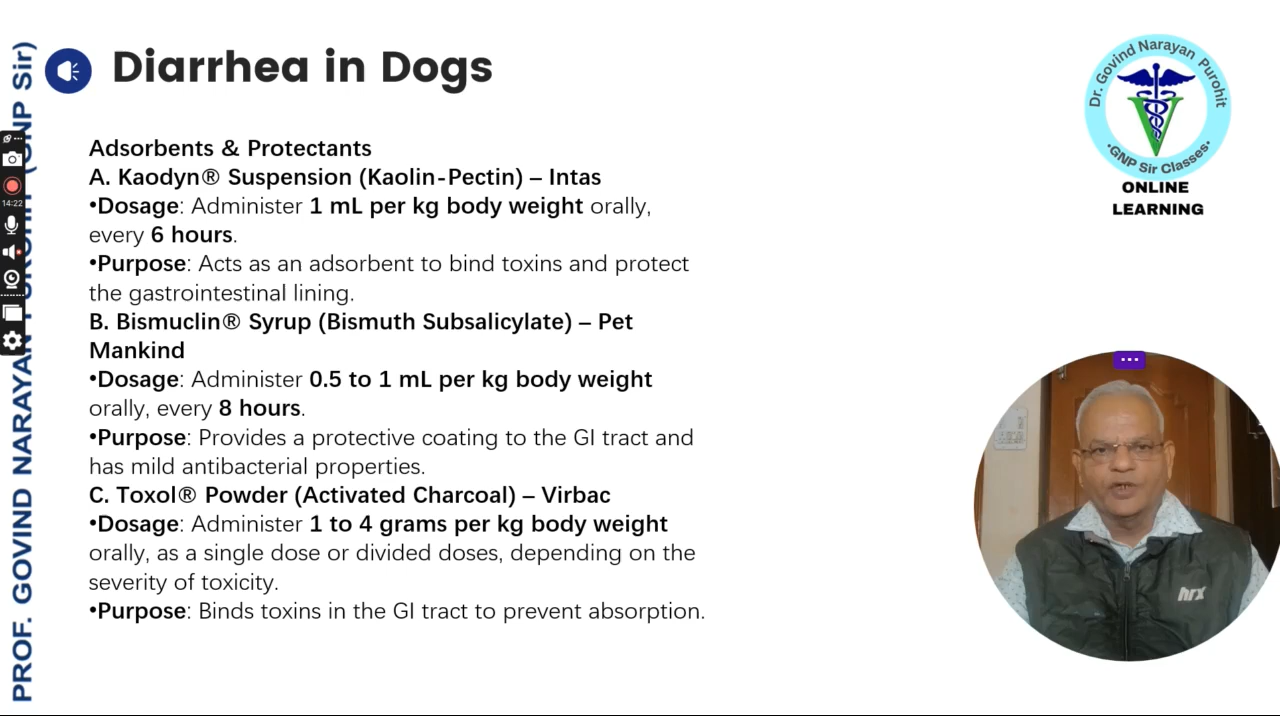 Diarrhea in Dogs
Adsorbents & Protectants
A. Kaodyn® Suspension (Kaolin-Pectin) – Intas
•Dosage: Administer 1 mL per kg body weight orally,
every 6 hours.
•Purpose: Acts as an adsorbent to bind toxins and protect
the gastrointestinal lining.
B. Bismuclin® Syrup (Bismuth Subsalicylate) – Pet
Mankind
•Dosage: Administer 0.5 to 1 mL per kg body weight
orally, every 8 hours.
•Purpose: Provides a protective coating to the GI tract and
has mild antibacterial properties.
C. Toxol® Powder (Activated Charcoal) – Virbac
•Dosage: Administer 1 to 4 grams per kg body weight
orally, as a single dose or divided doses, depending on the
severity of toxicity.
•Purpose: Binds toxins in the GI tract to prevent absorption.
PROF. GOVIND NARAYAN GNP Sir)
14:22
Dr. Govind Narayan Purohit
•GNP Sir Classes•
ONLINE
LEARNING
hrx